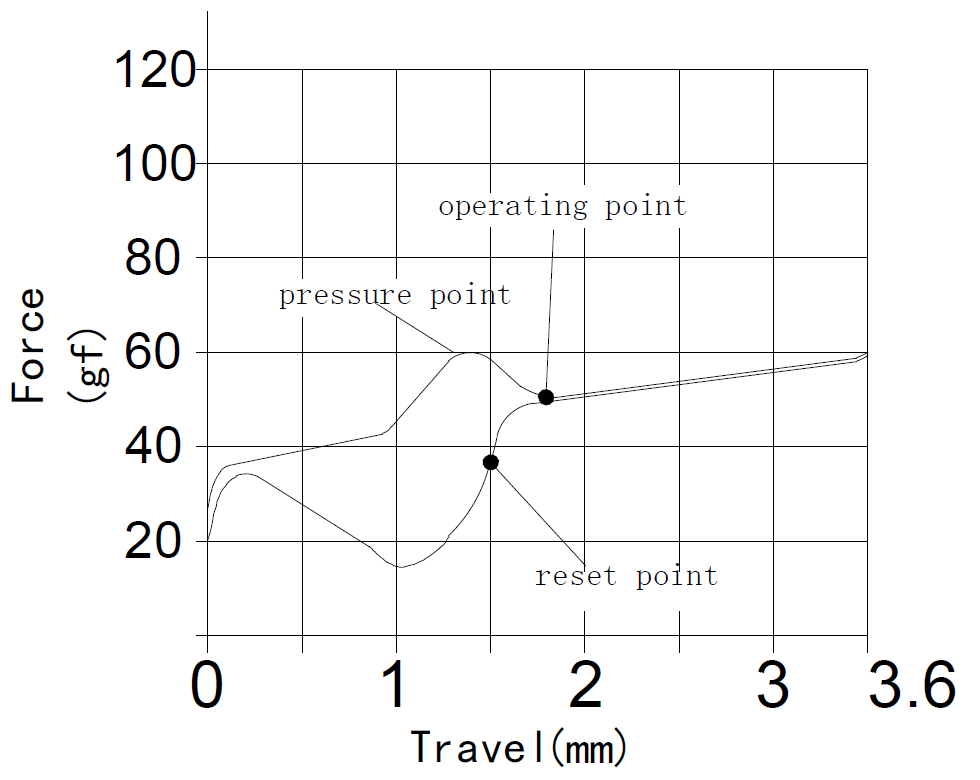 120
100
operating point
80
pressure point
60
40
20
reset point
Force
(gf)
0 1 2 3 3.6
Travel(mm)